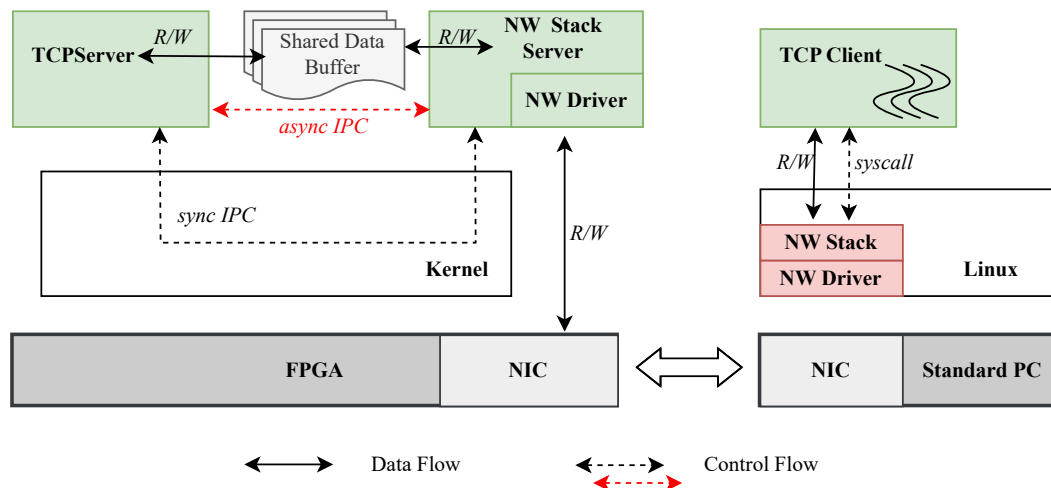 R/W
TCPServer
Shared Data
Buffer
R/W
NW Stack
Server
NW Driver
async IPC
TCP Client
sync IPC
R/W
Kernel
R/W
syscall
NW Stack
NW Driver
Linux
FPGA
NIC
NIC
Standard PC
Data Flow
Control Flow